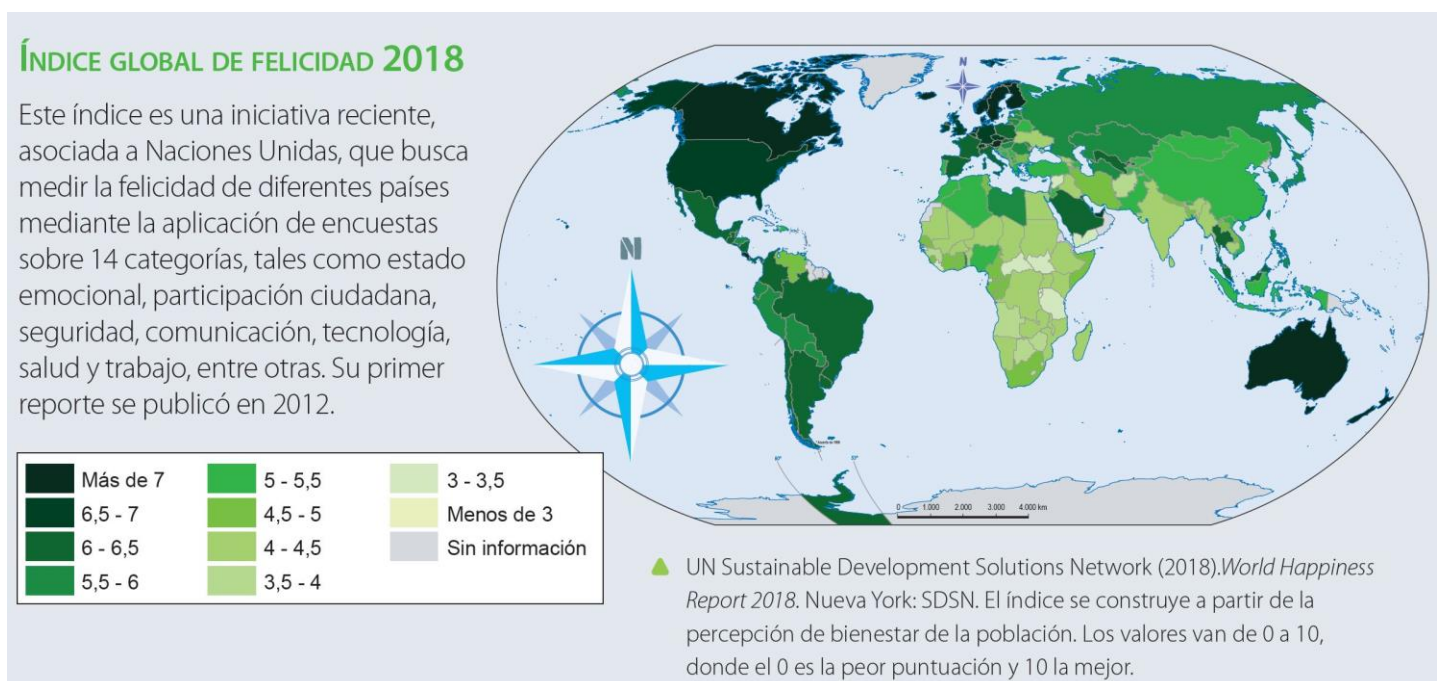 ÍNDICE GLOBAL DE FELICIDAD 2018
Este índice es una iniciativa reciente,
asociada a Naciones Unidas, que busca
medir la felicidad de diferentes países
mediante la aplicación de encuestas
sobre 14 categorías, tales como estado
emocional, participación ciudadana,
seguridad, comunicación, tecnología,
salud y trabajo, entre otras. Su primer
reporte se publicó en 2012.
N
N
Más de 7
6,5 - 7
6 - 6,5
5,5 - 6
5 - 5,5
4,5 - 5
4 - 4,5
3,5 - 4
3 - 3,5
Menos de 3
Sin información
0 1.000 2.000 3.000 4.000 km
UN Sustainable Development Solutions Network (2018).World Happiness
Report 2018. Nueva York: SDSN. El índice se construye a partir de la
percepción de bienestar de la población. Los valores van de 0 a 10,
donde el 0 es la peor puntuación y 10 la mejor.